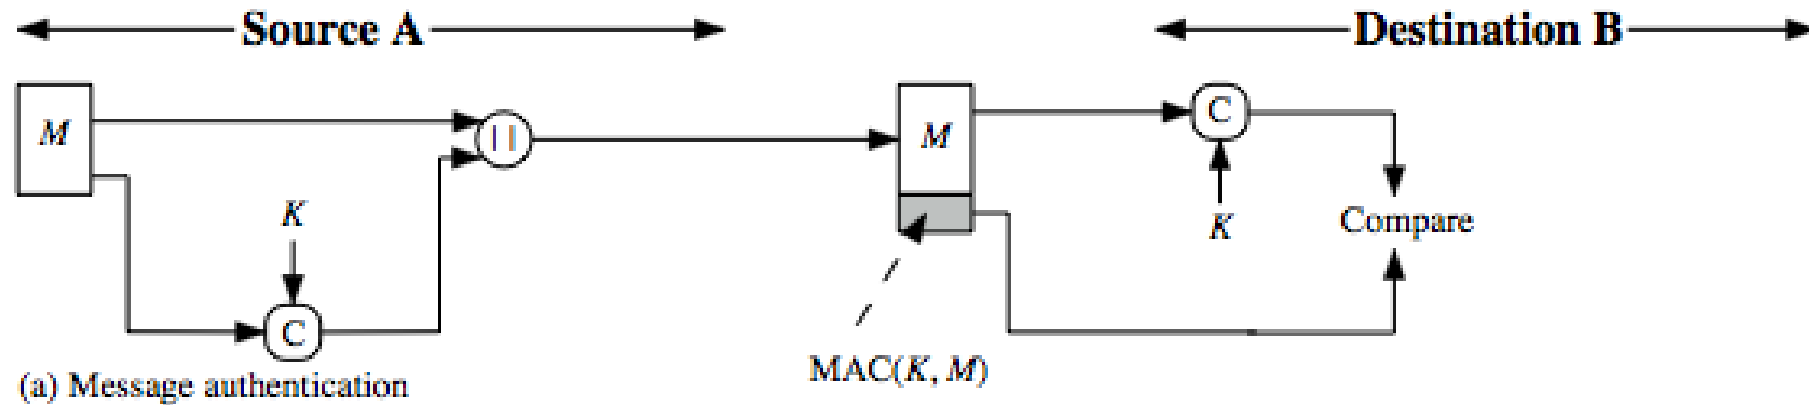 Source A
Destination B
M
||
M
C
K
K
Compare
C
MAC(K, M)
(a) Message authentication